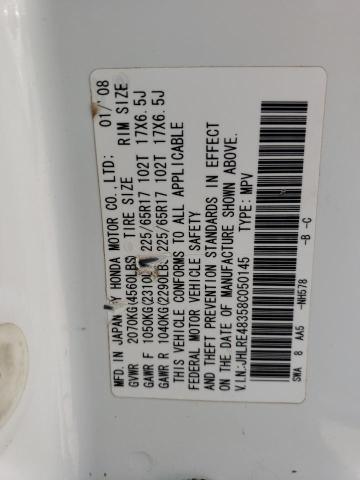 MFD. IN JAPAN BY HONDA MOTOR CO., LTD. 01/'08
GVWR 2070KG(4560LBS) TIRE SIZE RIM SIZE
GAWR F 1050KG(2310L 225/65R17 102T 17X6.5J
GAWR R 1040KG(2290L 225/65R17 102T 17X6.5J
THIS VEHICLE CONFORMS TO ALL APPLICABLE
FEDERAL MOTOR VEHICLE SAFETY
AND THEFT PREVENTION STANDARDS IN EFFECT
ON THE DATE OF MANUFACTURE SHOWN ABOVE.
V.I.N:JHLRE48358C050145 TYPE: MPV
SWA 8 AA5 -NH578 -B -C